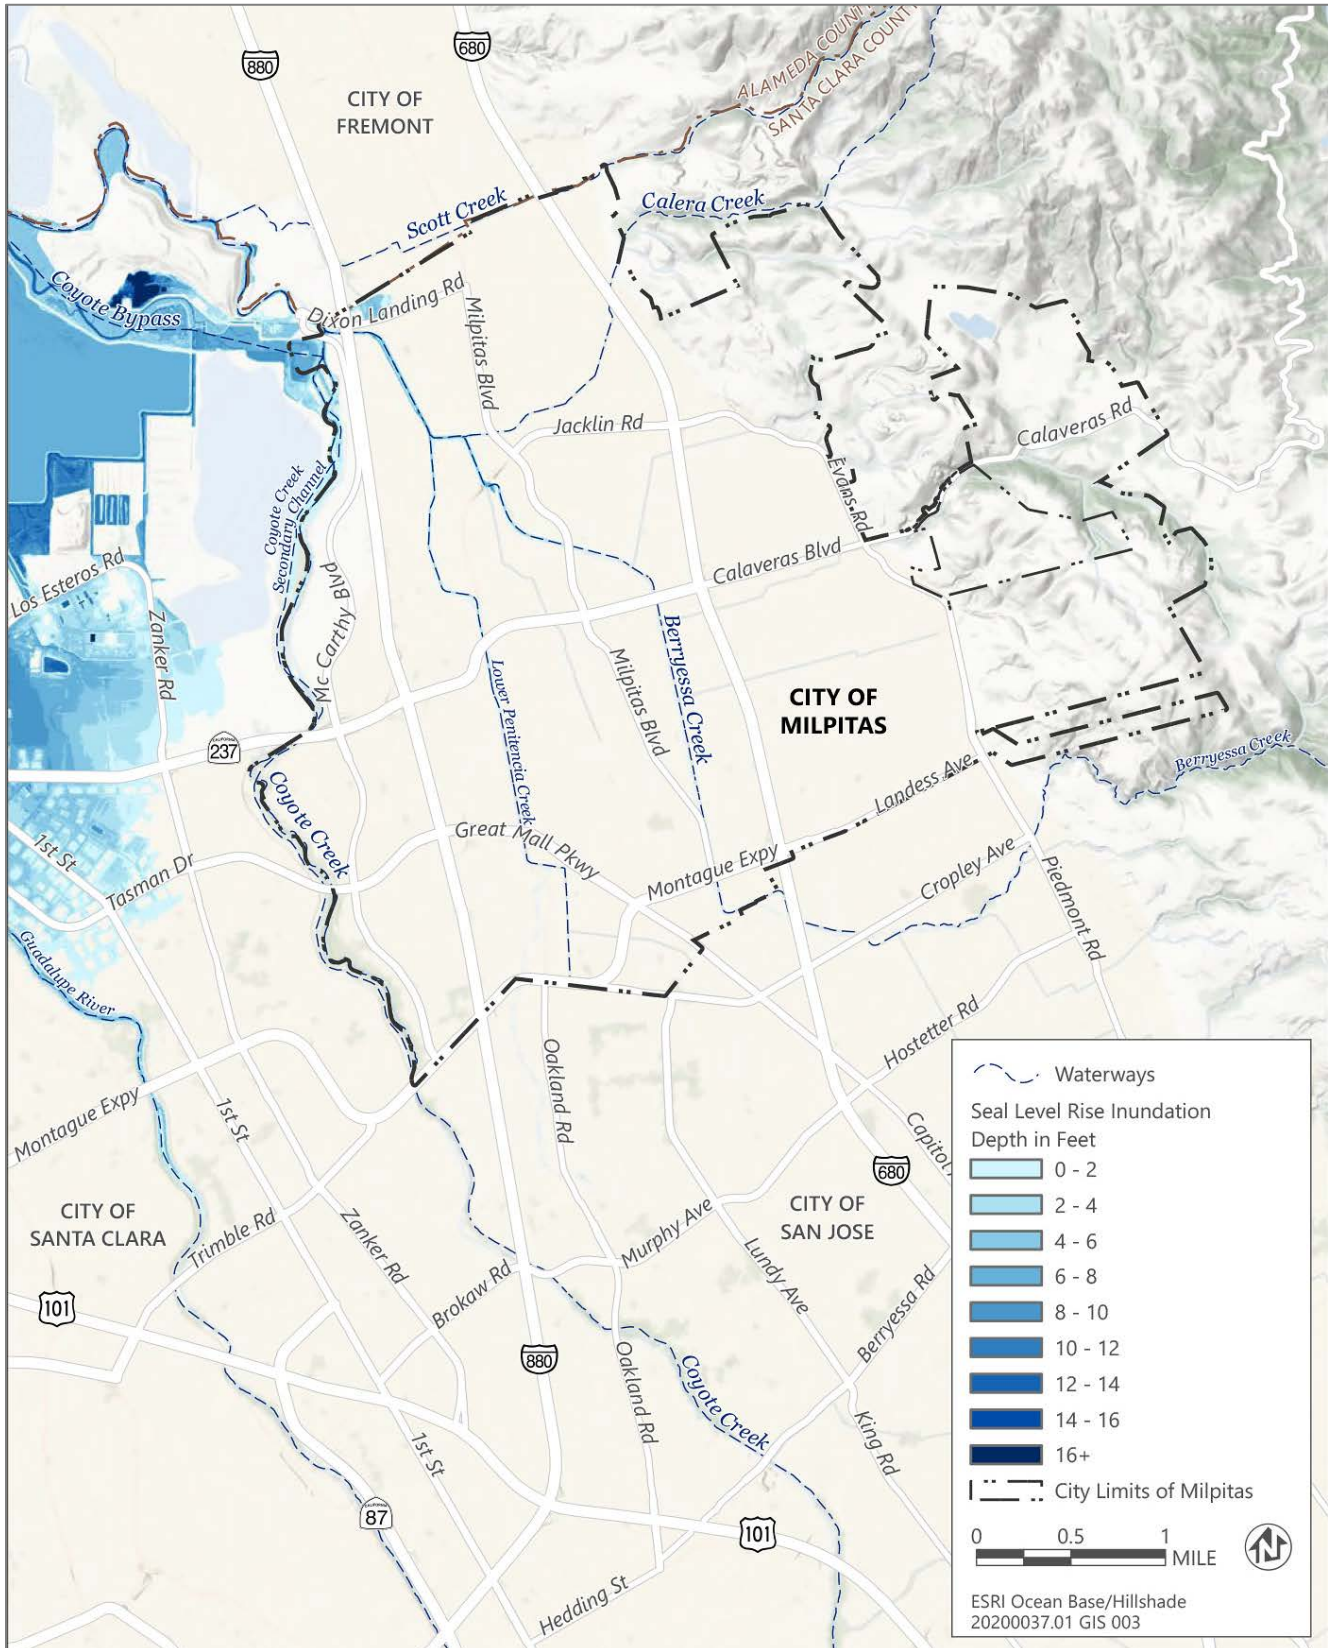 880
680
ALAMEDA COUNTY
SANTA CLARA COUNTY
CITY OF
FREMONT
Scott Creek
Calera Creek
Coyote Bypass
Dixon Landing Rd
Milpitas Blvd
Jacklin Rd
Calaveras Rd
Evans Rd
Coyote Creek
Secondary Channel
Los Esteros Rd
Zanker Rd
Mc Carthy Blvd
Calaveras Blvd
Berryessa Creek
Lower Penitencia Creek
Milpitas Blvd
CITY OF
MILPITAS
CALIFORNIA
237
Berryessa Creek
Landess Ave
Coyote Creek
1st St
Tasman Dr
Great Mall Pkwy
Montague Expy
Cropley Ave
Piedmont Rd
Guadalupe River
Hostetter Rd
Montague Expy
1st St
Oakland Rd
Capitol
680
CITY OF
SANTA CLARA
Trimble Rd
Zanker Rd
Murphy Ave
CITY OF
SAN JOSE
Lundy Ave
Berryessa Rd
101
Brokaw Rd
880
Oakland Rd
Coyote Creek
King Rd
1st St
CALIFORNIA
87
101
Hedding St
Waterways
Seal Level Rise Inundation
Depth in Feet
0 - 2
2 - 4
4 - 6
6 - 8
8 - 10
10 - 12
12 - 14
14 - 16
16+
City Limits of Milpitas
0 0.5 1
MILE
N
ESRI Ocean Base/Hillshade
20200037.01 GIS 003